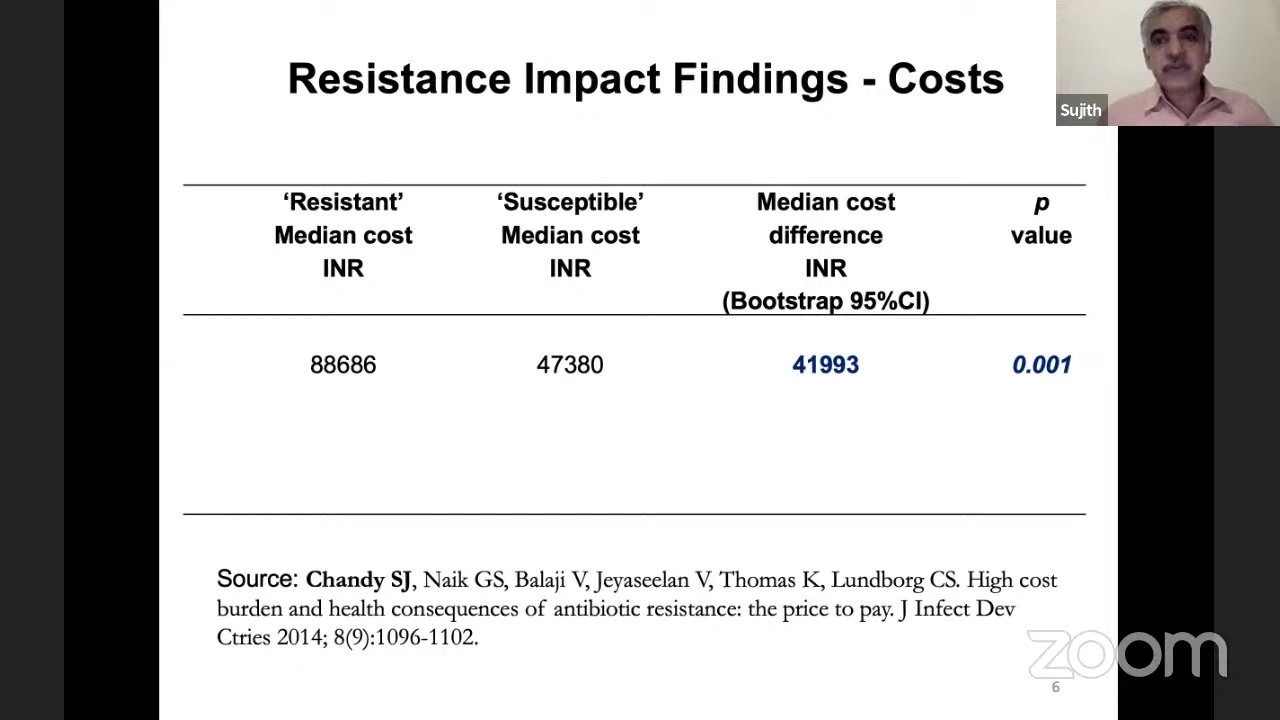 Resistance Impact Findings - Costs
Sujith
‘Resistant’ Median cost INR
‘Susceptible’ Median cost INR
Median cost difference INR (Bootstrap 95%CI)
p value
88686
47380
41993
0.001
Source: Chandy SJ, Naik GS, Balaji V, Jeyaseelan V, Thomas K, Lundborg CS. High cost
burden and health consequences of antibiotic resistance: the price to pay. J Infect Dev
Ctries 2014; 8(9):1096-1102.
zoom
6